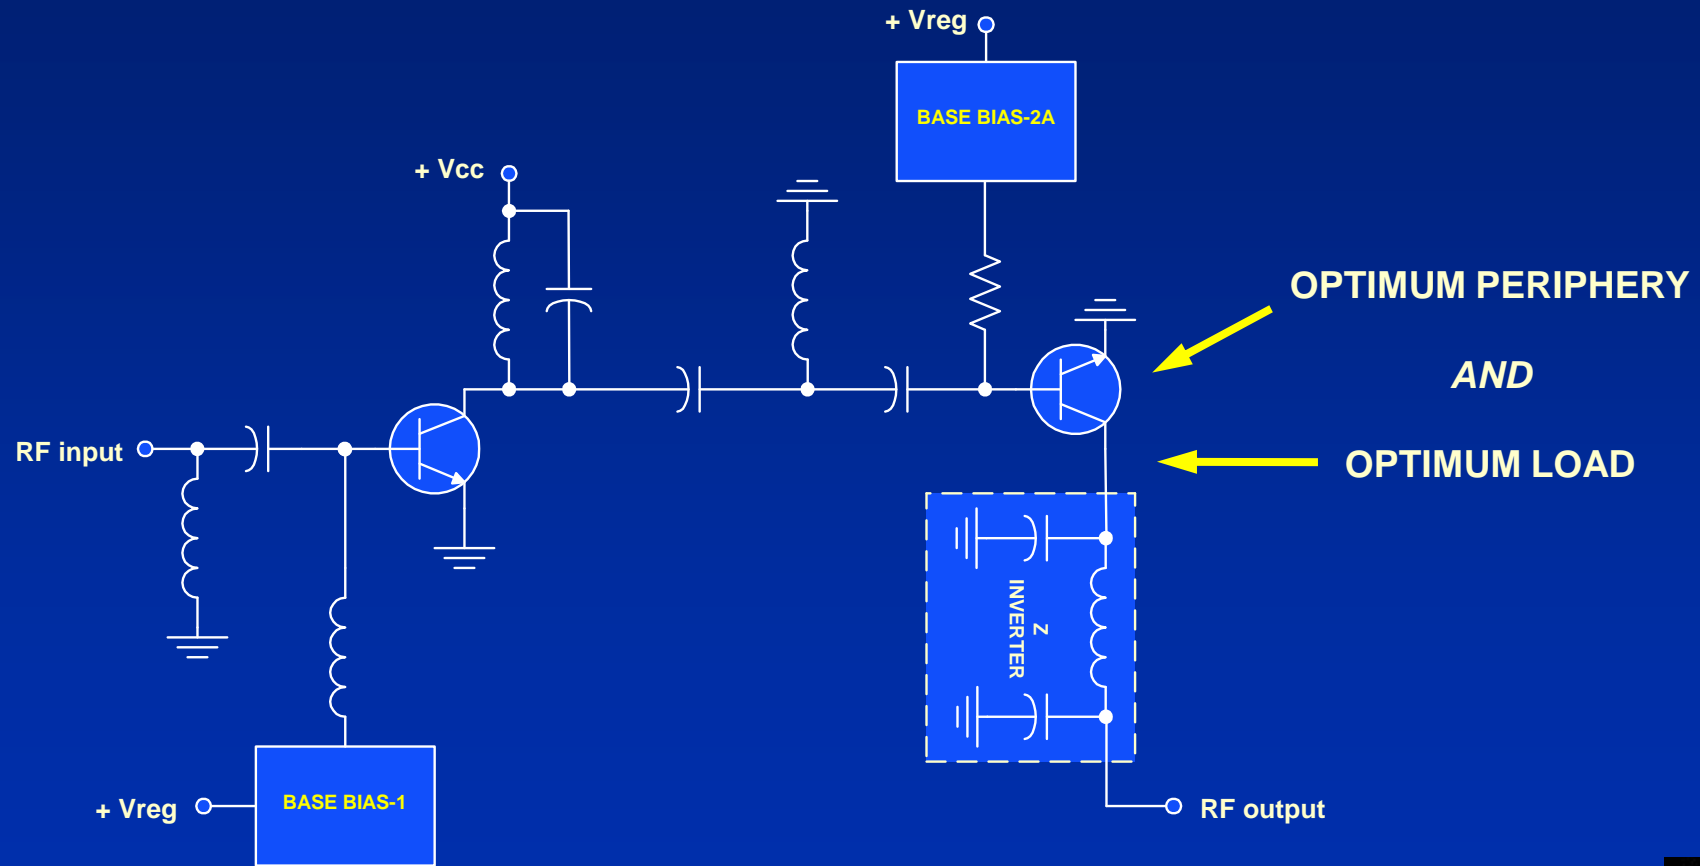 + Vreg
BASE BIAS-2A
+ Vcc
OPTIMUM PERIPHERY
AND
OPTIMUM LOAD
RF input
Z
INVERTER
+ Vreg
BASE BIAS-1
RF output